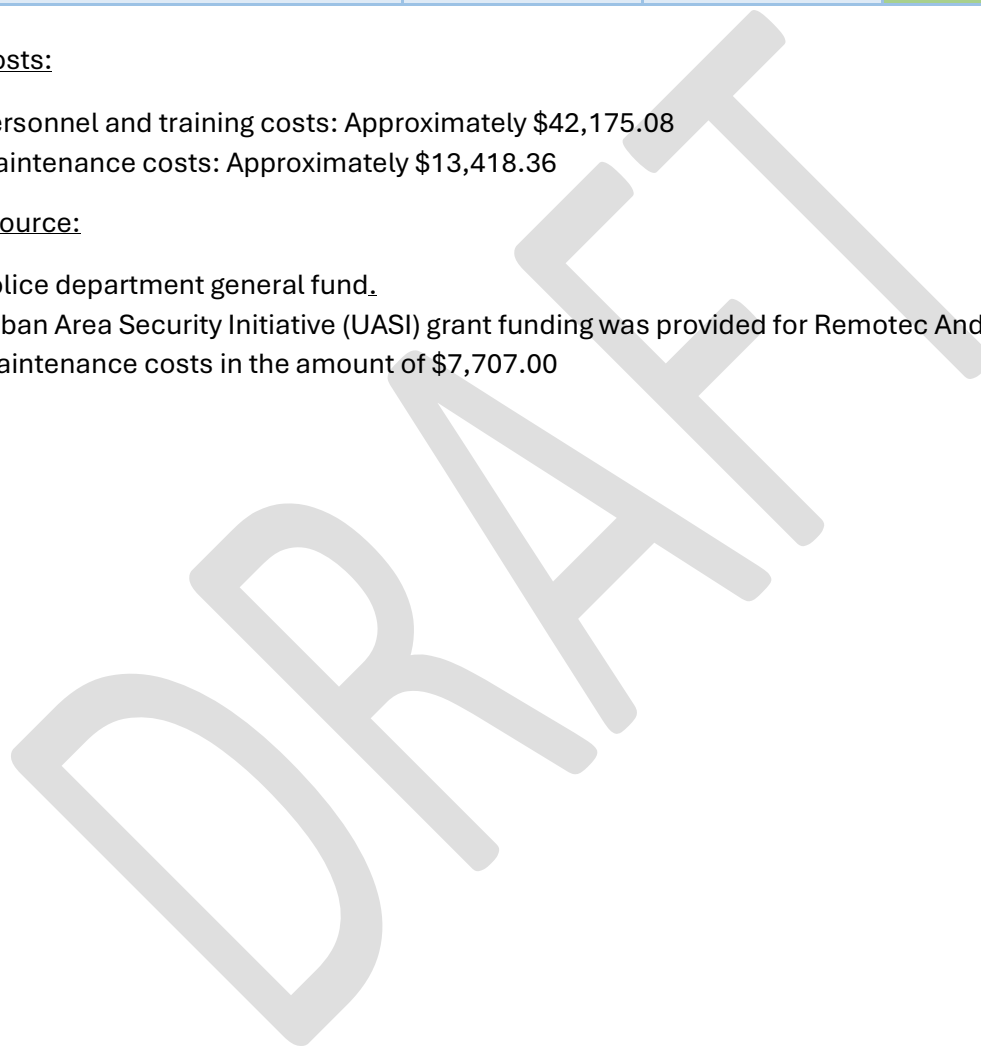 osts:
ersonnel and training costs: Approximately $42,175.08
aintenance costs: Approximately $13,418.36
ource:
olice department general fund.
ban Area Security Initiative (UASI) grant funding was provided for Remotec And
aintenance costs in the amount of $7,707.00
DRAFT